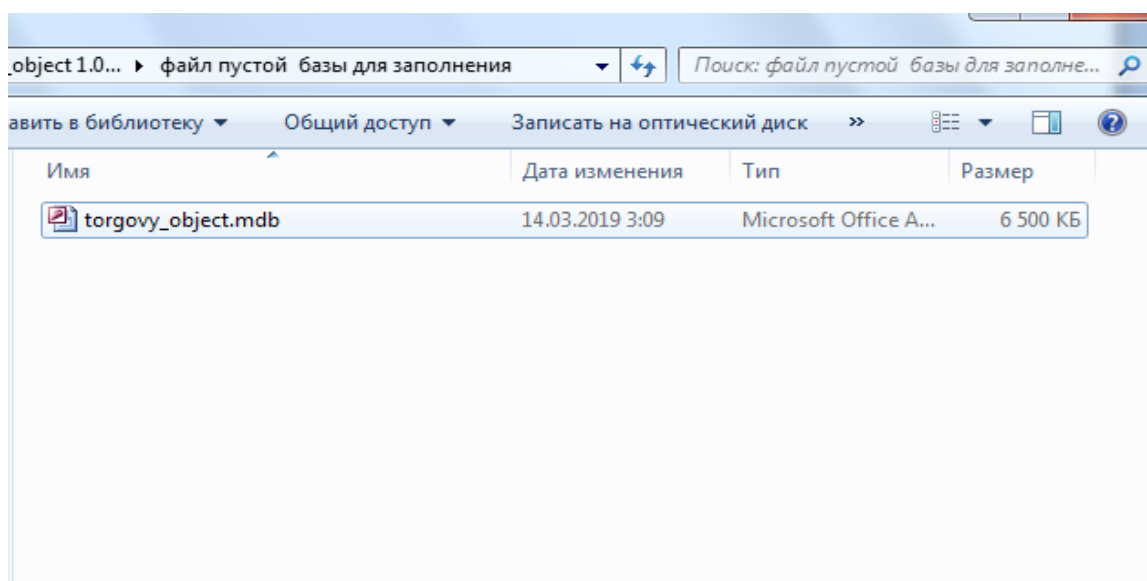 _object 1.0... ▸ файл пустой базы для заполнения
Поиск: файл пустой базы для заполне...
авить в библиотеку Общий доступ Записать на оптический диск »
Имя Дата изменения Тип Размер
torgovy_object.mdb 14.03.2019 3:09 Microsoft Office A... 6 500 КБ